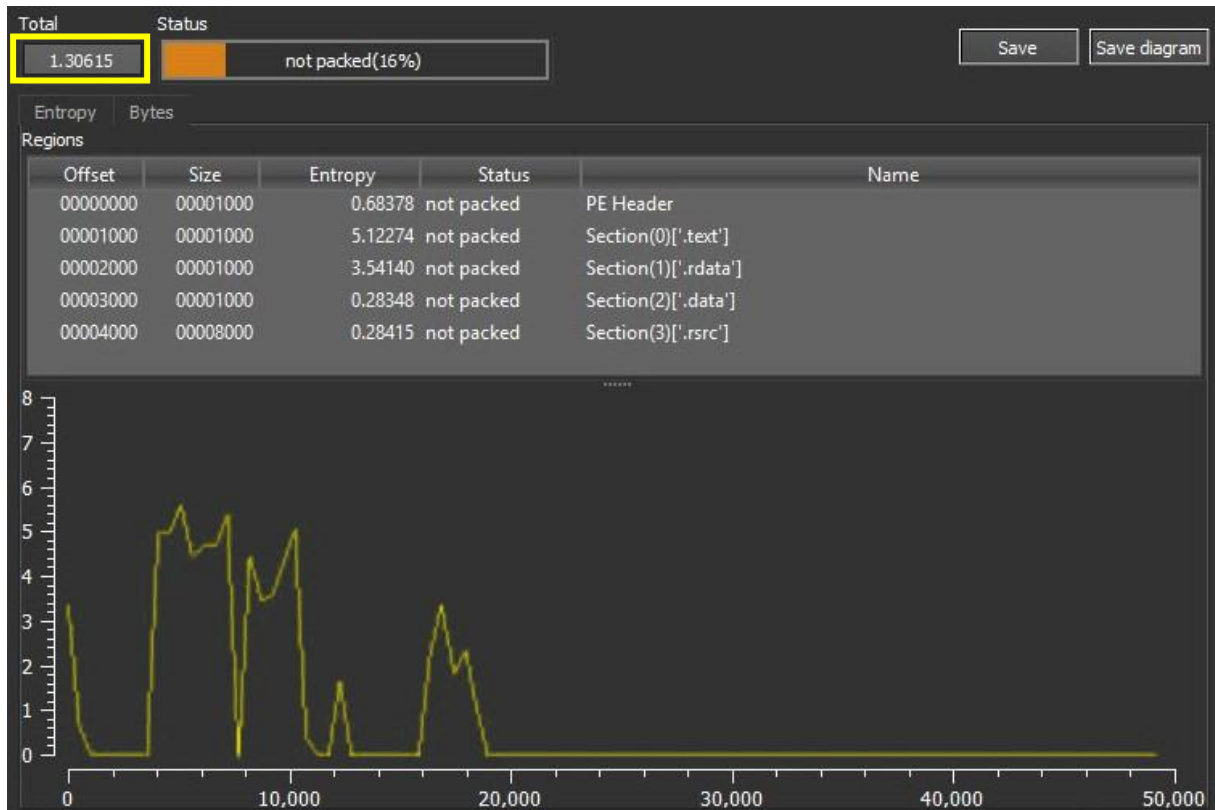 Total Status
1.30615 not packed(16%) Save Save diagram
Entropy Bytes
Regions
Offset Size Entropy Status Name
00000000 00001000 0.68378 not packed PE Header
00001000 00001000 5.12274 not packed Section(0)['.text']
00002000 00001000 3.54140 not packed Section(1)['.rdata']
00003000 00001000 0.28348 not packed Section(2)['.data']
00004000 00008000 0.28415 not packed Section(3)['.rsrc']
8
7
6
5
4
3
2
1
0
0 10,000 20,000 30,000 40,000 50,000